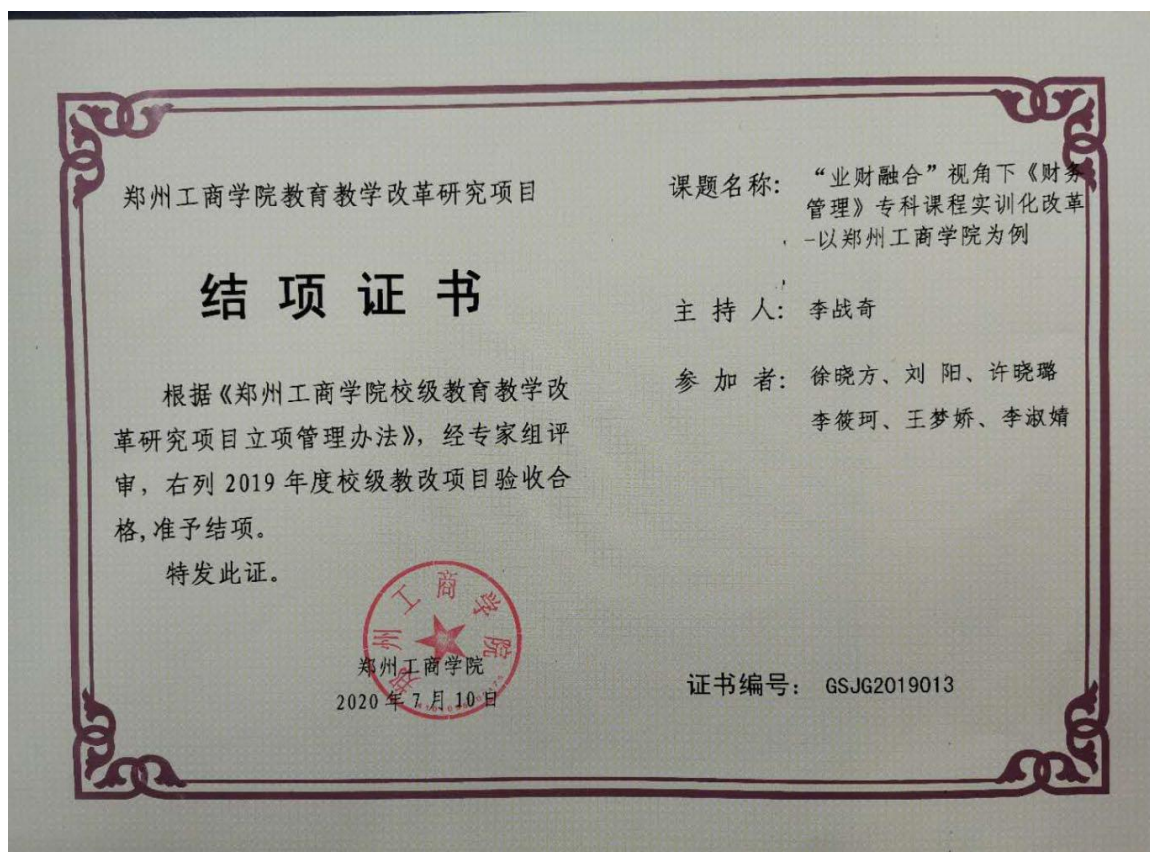 郑州工商学院教育教学改革研究项目
结项证书
根据《郑州工商学院校级教育教学改
革研究项目立项管理办法》，经专家组评
审，右列 2019 年度校级教改项目验收合
格,准予结项。
特发此证。
郑州工商学院
郑州工商学院
2020 年 7 月 10 日
课题名称： “业财融合”视角下《财务
管理》专科课程实训化改革
-以郑州工商学院为例
主 持 人： 李战奇
参 加 者： 徐晓方、刘 阳、许晓璐
李筱珂、王梦娇、李淑婧
证书编号： GSJG2019013